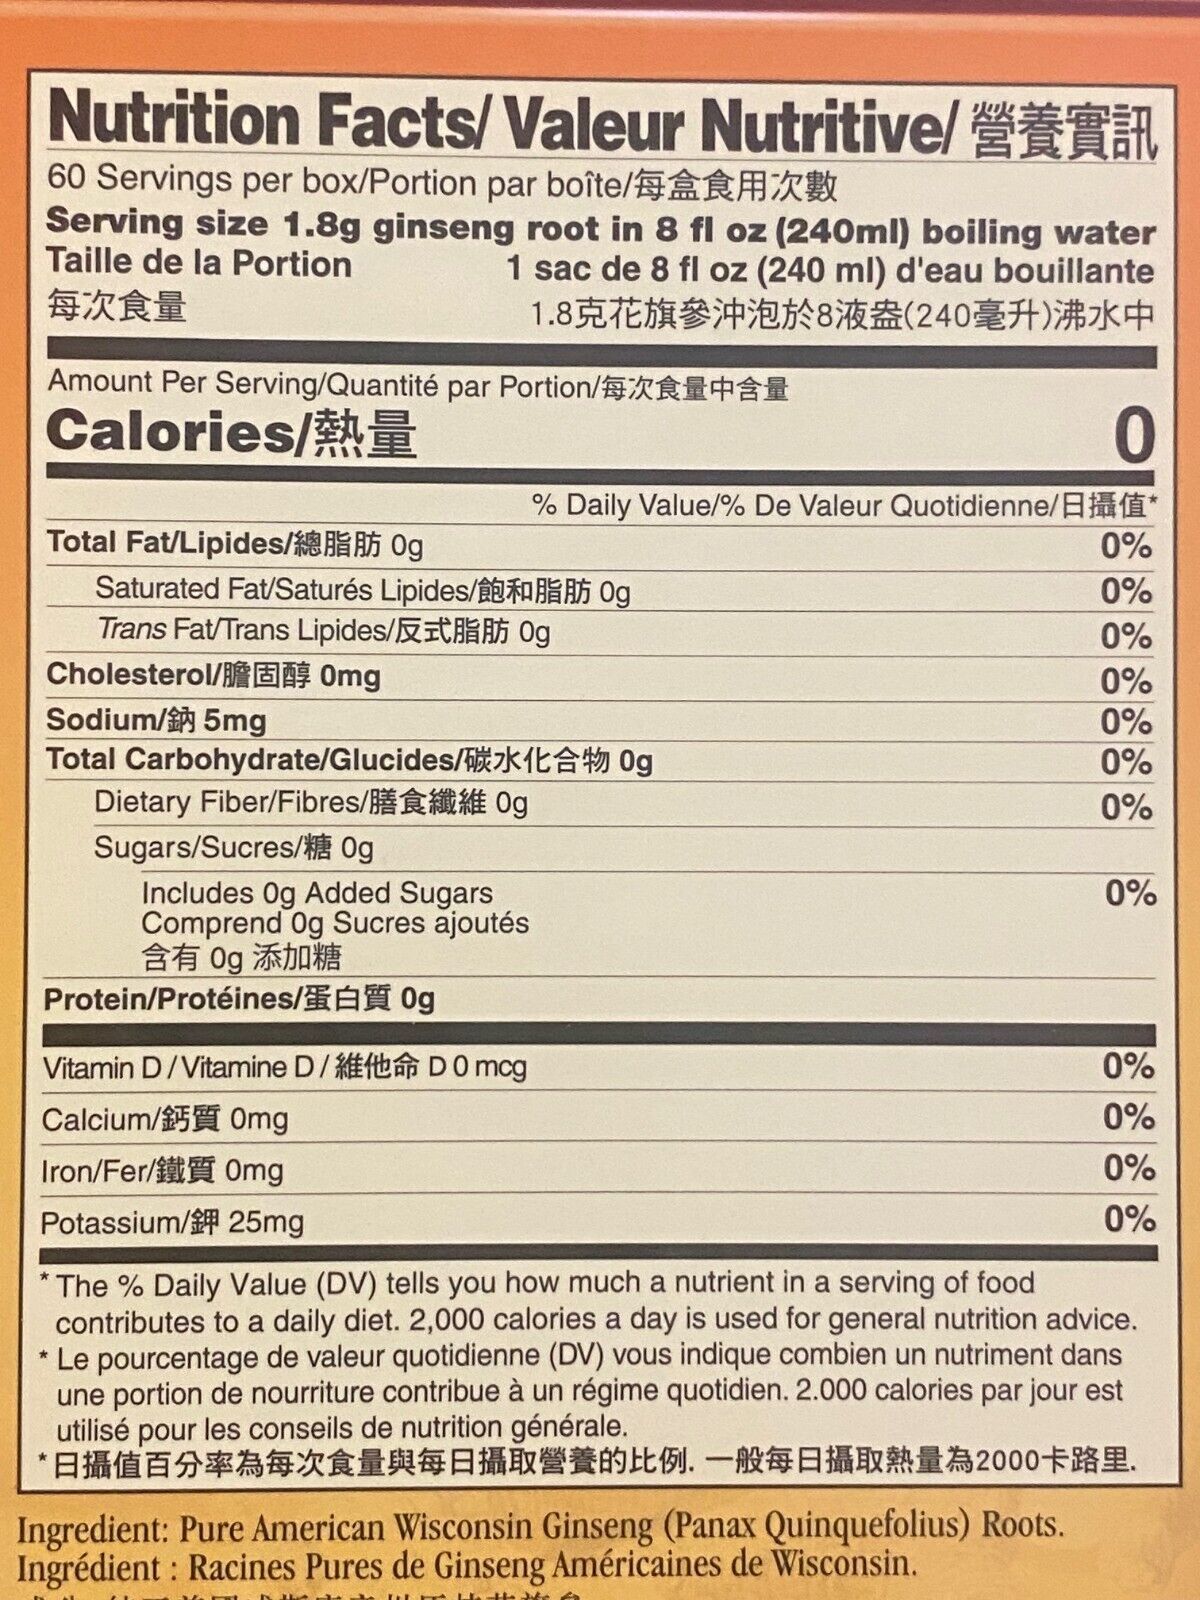 Nutrition Facts/ Valeur Nutritive/ 營養實訊
60 Servings per box/Portion par boîte/每盒食用次數
Serving size 1.8g ginseng root in 8 fl oz (240ml) boiling water
Taille de la Portion 1 sac de 8 fl oz (240 ml) d'eau bouillante
每次食量 1.8克花旗參沖泡於8液盎(240毫升)沸水中
Amount Per Serving/Quantité par Portion/每次食量中含量
Calories/熱量 0
% Daily Value/% De Valeur Quotidienne/日攝值*
Total Fat/Lipides/總脂肪 0g 0%
Saturated Fat/Saturés Lipides/飽和脂肪 0g 0%
Trans Fat/Trans Lipides/反式脂肪 0g 0%
Cholesterol/膽固醇 0mg 0%
Sodium/鈉 5mg 0%
Total Carbohydrate/Glucides/碳水化合物 0g 0%
Dietary Fiber/Fibres/膳食纖維 0g 0%
Sugars/Sucres/糖 0g
Includes 0g Added Sugars 0%
Comprend 0g Sucres ajoutés
含有 0g 添加糖
Protein/Protéines/蛋白質 0g
Vitamin D / Vitamine D / 維他命 D 0 mcg 0%
Calcium/鈣質 0mg 0%
Iron/Fer/鐵質 0mg 0%
Potassium/鉀 25mg 0%
* The % Daily Value (DV) tells you how much a nutrient in a serving of food
contributes to a daily diet. 2,000 calories a day is used for general nutrition advice.
* Le pourcentage de valeur quotidienne (DV) vous indique combien un nutriment dans
une portion de nourriture contribue à un régime quotidien. 2.000 calories par jour est
utilisé pour les conseils de nutrition générale.
*日攝值百分率為每次食量與每日攝取營養的比例. 一般每日攝取熱量為2000卡路里.
Ingredient: Pure American Wisconsin Ginseng (Panax Quinquefolius) Roots.
Ingrédient : Racines Pures de Ginseng Américaines de Wisconsin.